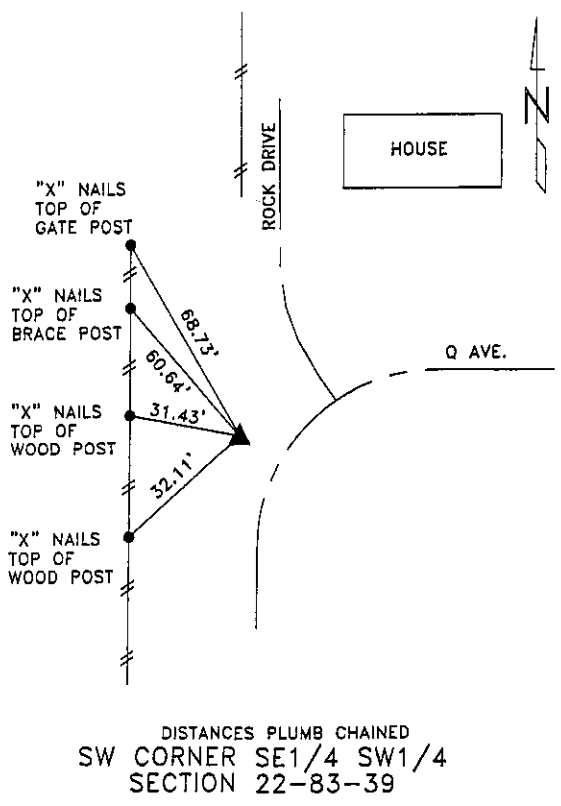 N
HOUSE
ROCK DRIVE
"X" NAILS
TOP OF
GATE POST
"X" NAILS
TOP OF
BRACE POST
68.73'
60.64'
Q AVE.
"X" NAILS
TOP OF
WOOD POST
31.43'
32.11'
"X" NAILS
TOP OF
WOOD POST
DISTANCES PLUMB CHAINED
SW CORNER SE1/4 SW1/4
SECTION 22-83-39